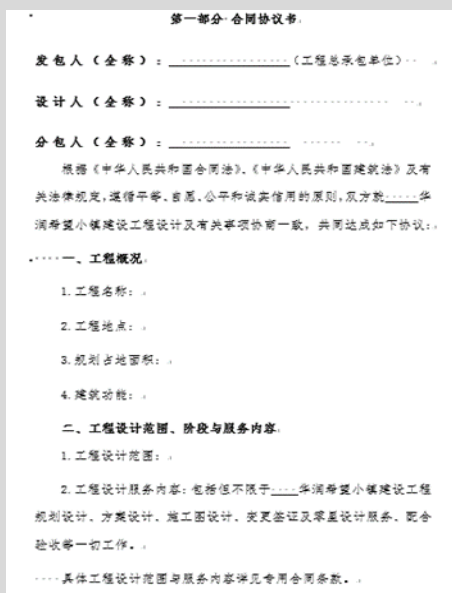 第一部分 合同协议书
发包人（全称）：（工程总承包单位）
设计人（全称）：
分包人（全称）：
根据《中华人民共和国合同法》、《中华人民共和国建筑法》及有
关法律规定，遵循平等、自愿、公平和诚实信用的原则，双方就____华
润希望小镇建设工程设计及有关事项协商一致，共同达成如下协议：
一、工程概况
1.工程名称：
2.工程地点：
3.规划占地面积：
4.建筑功能：
二、工程设计范围、阶段与服务内容
1.工程设计范围：
2.工程设计服务内容：包括但不限于____华润希望小镇建设工程
规划设计、方案设计、施工图设计、变更签证及零星设计服务、配合
验收等一切工作。
具体工程设计范围与服务内容详见专用合同条款。